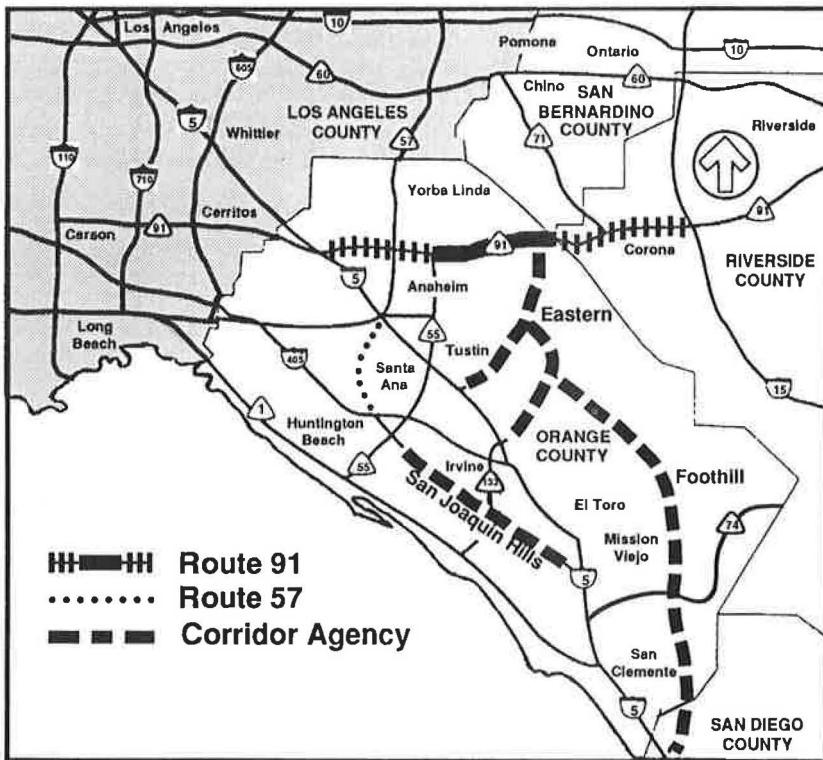 10
Los Angeles
Pomona
Ontario
10
605
60
Chino
60
SAN
BERNARDINO
COUNTY
LOS ANGELES
COUNTY
5
Whittier
57
71
Riverside
110
710
Yorba Linda
91
Cerritos
91
Carson
91
Corona
RIVERSIDE
COUNTY
5
Anaheim
Eastern
55
Long
Beach
Tustin
405
Santa
Ana
15
1
Huntington
Beach
ORANGE
COUNTY
55
Irvine
133
Foothill
San Joaquin Hills
El Toro
Mission
Viejo
74
5
Route 91
Route 57
Corridor Agency
San
Clemente
5
SAN DIEGO
COUNTY